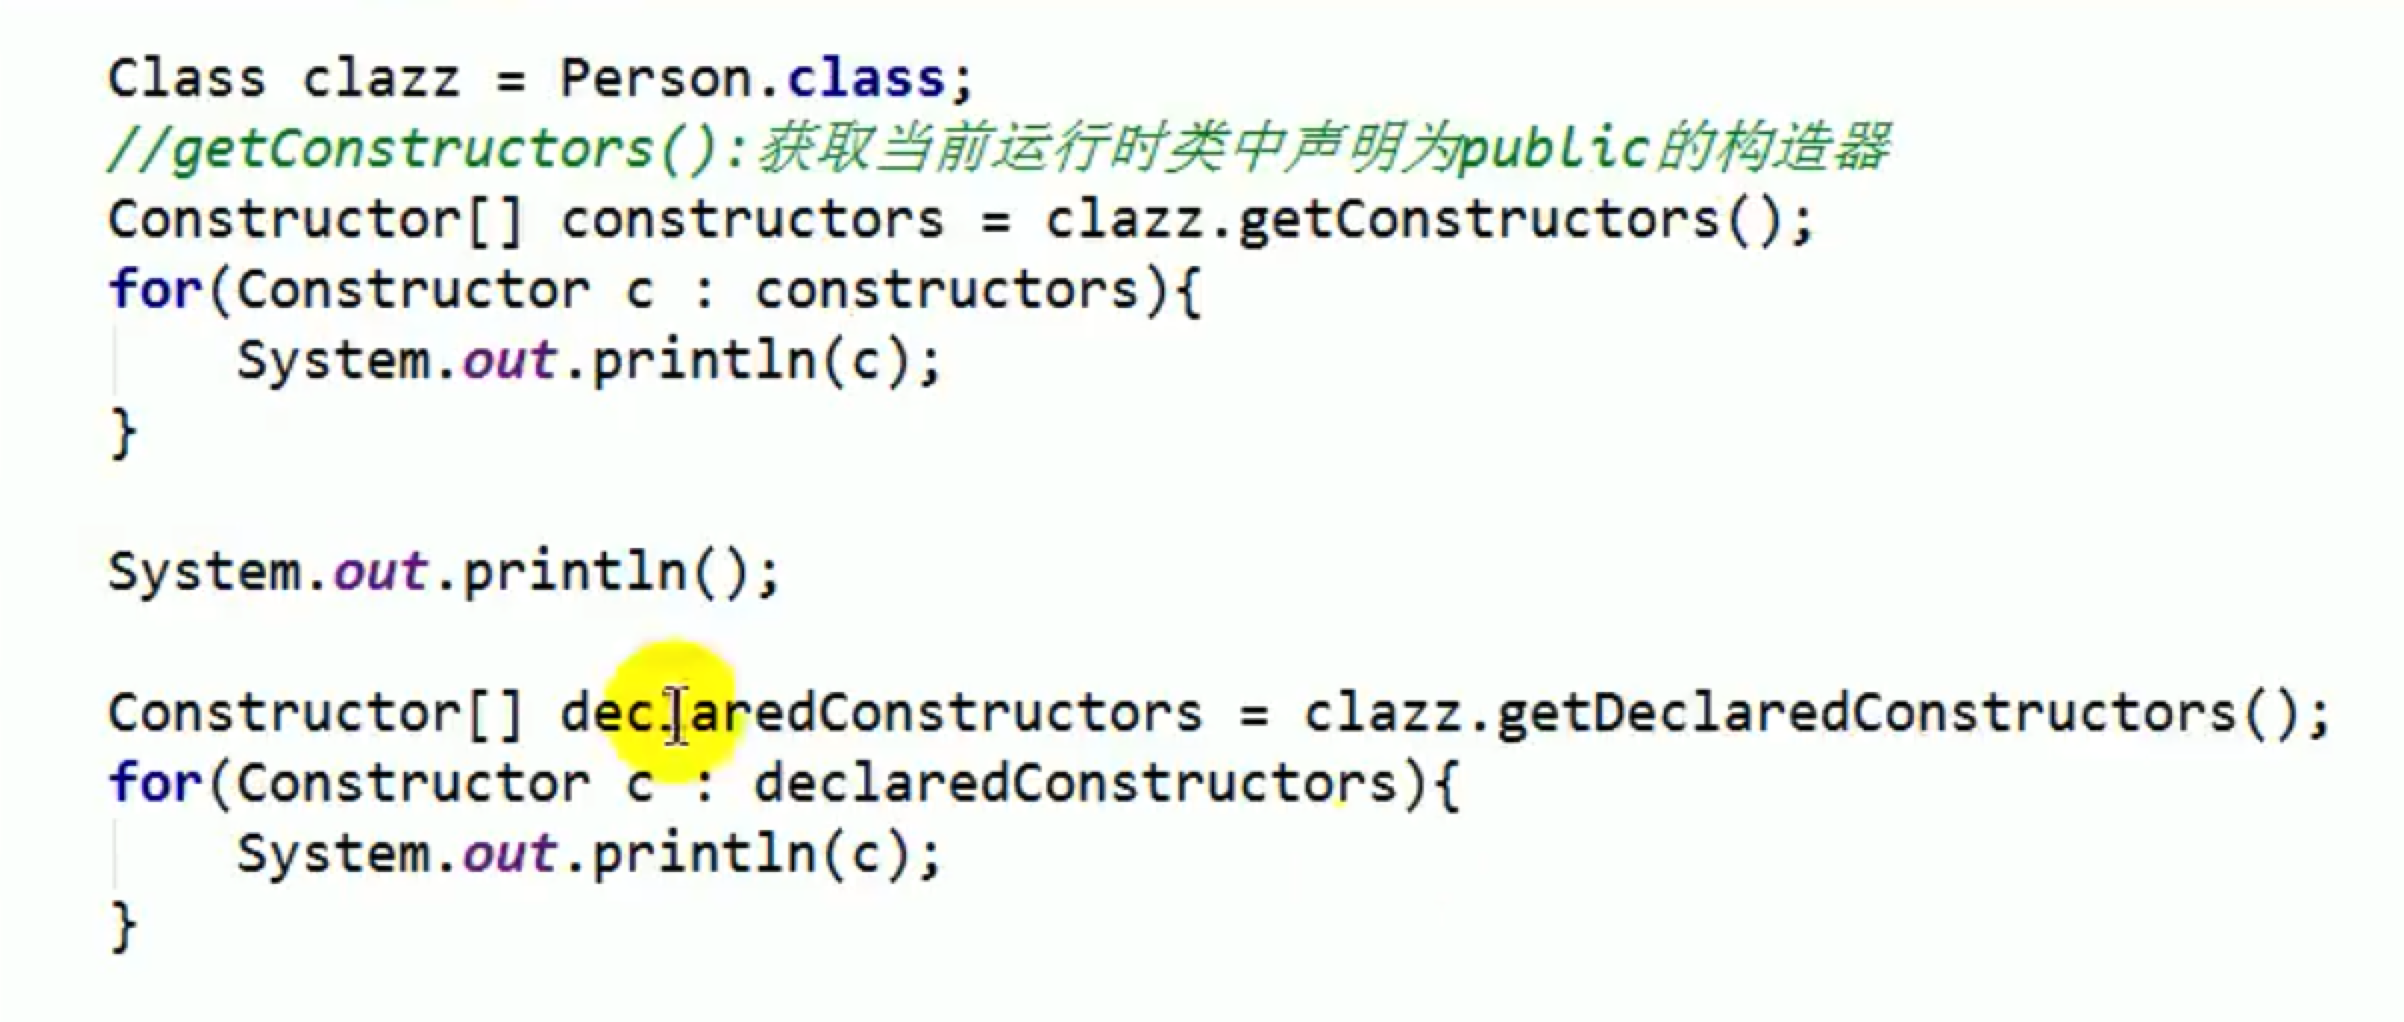 Class clazz = Person.class;
//getConstructors():获取当前运行时类中声明为public的构造器
Constructor[] constructors = clazz.getConstructors();
for(Constructor c : constructors){
    System.out.println(c);
}
System.out.println();
Constructor[] declaredConstructors = clazz.getDeclaredConstructors();
for(Constructor c : declaredConstructors){
    System.out.println(c);
}